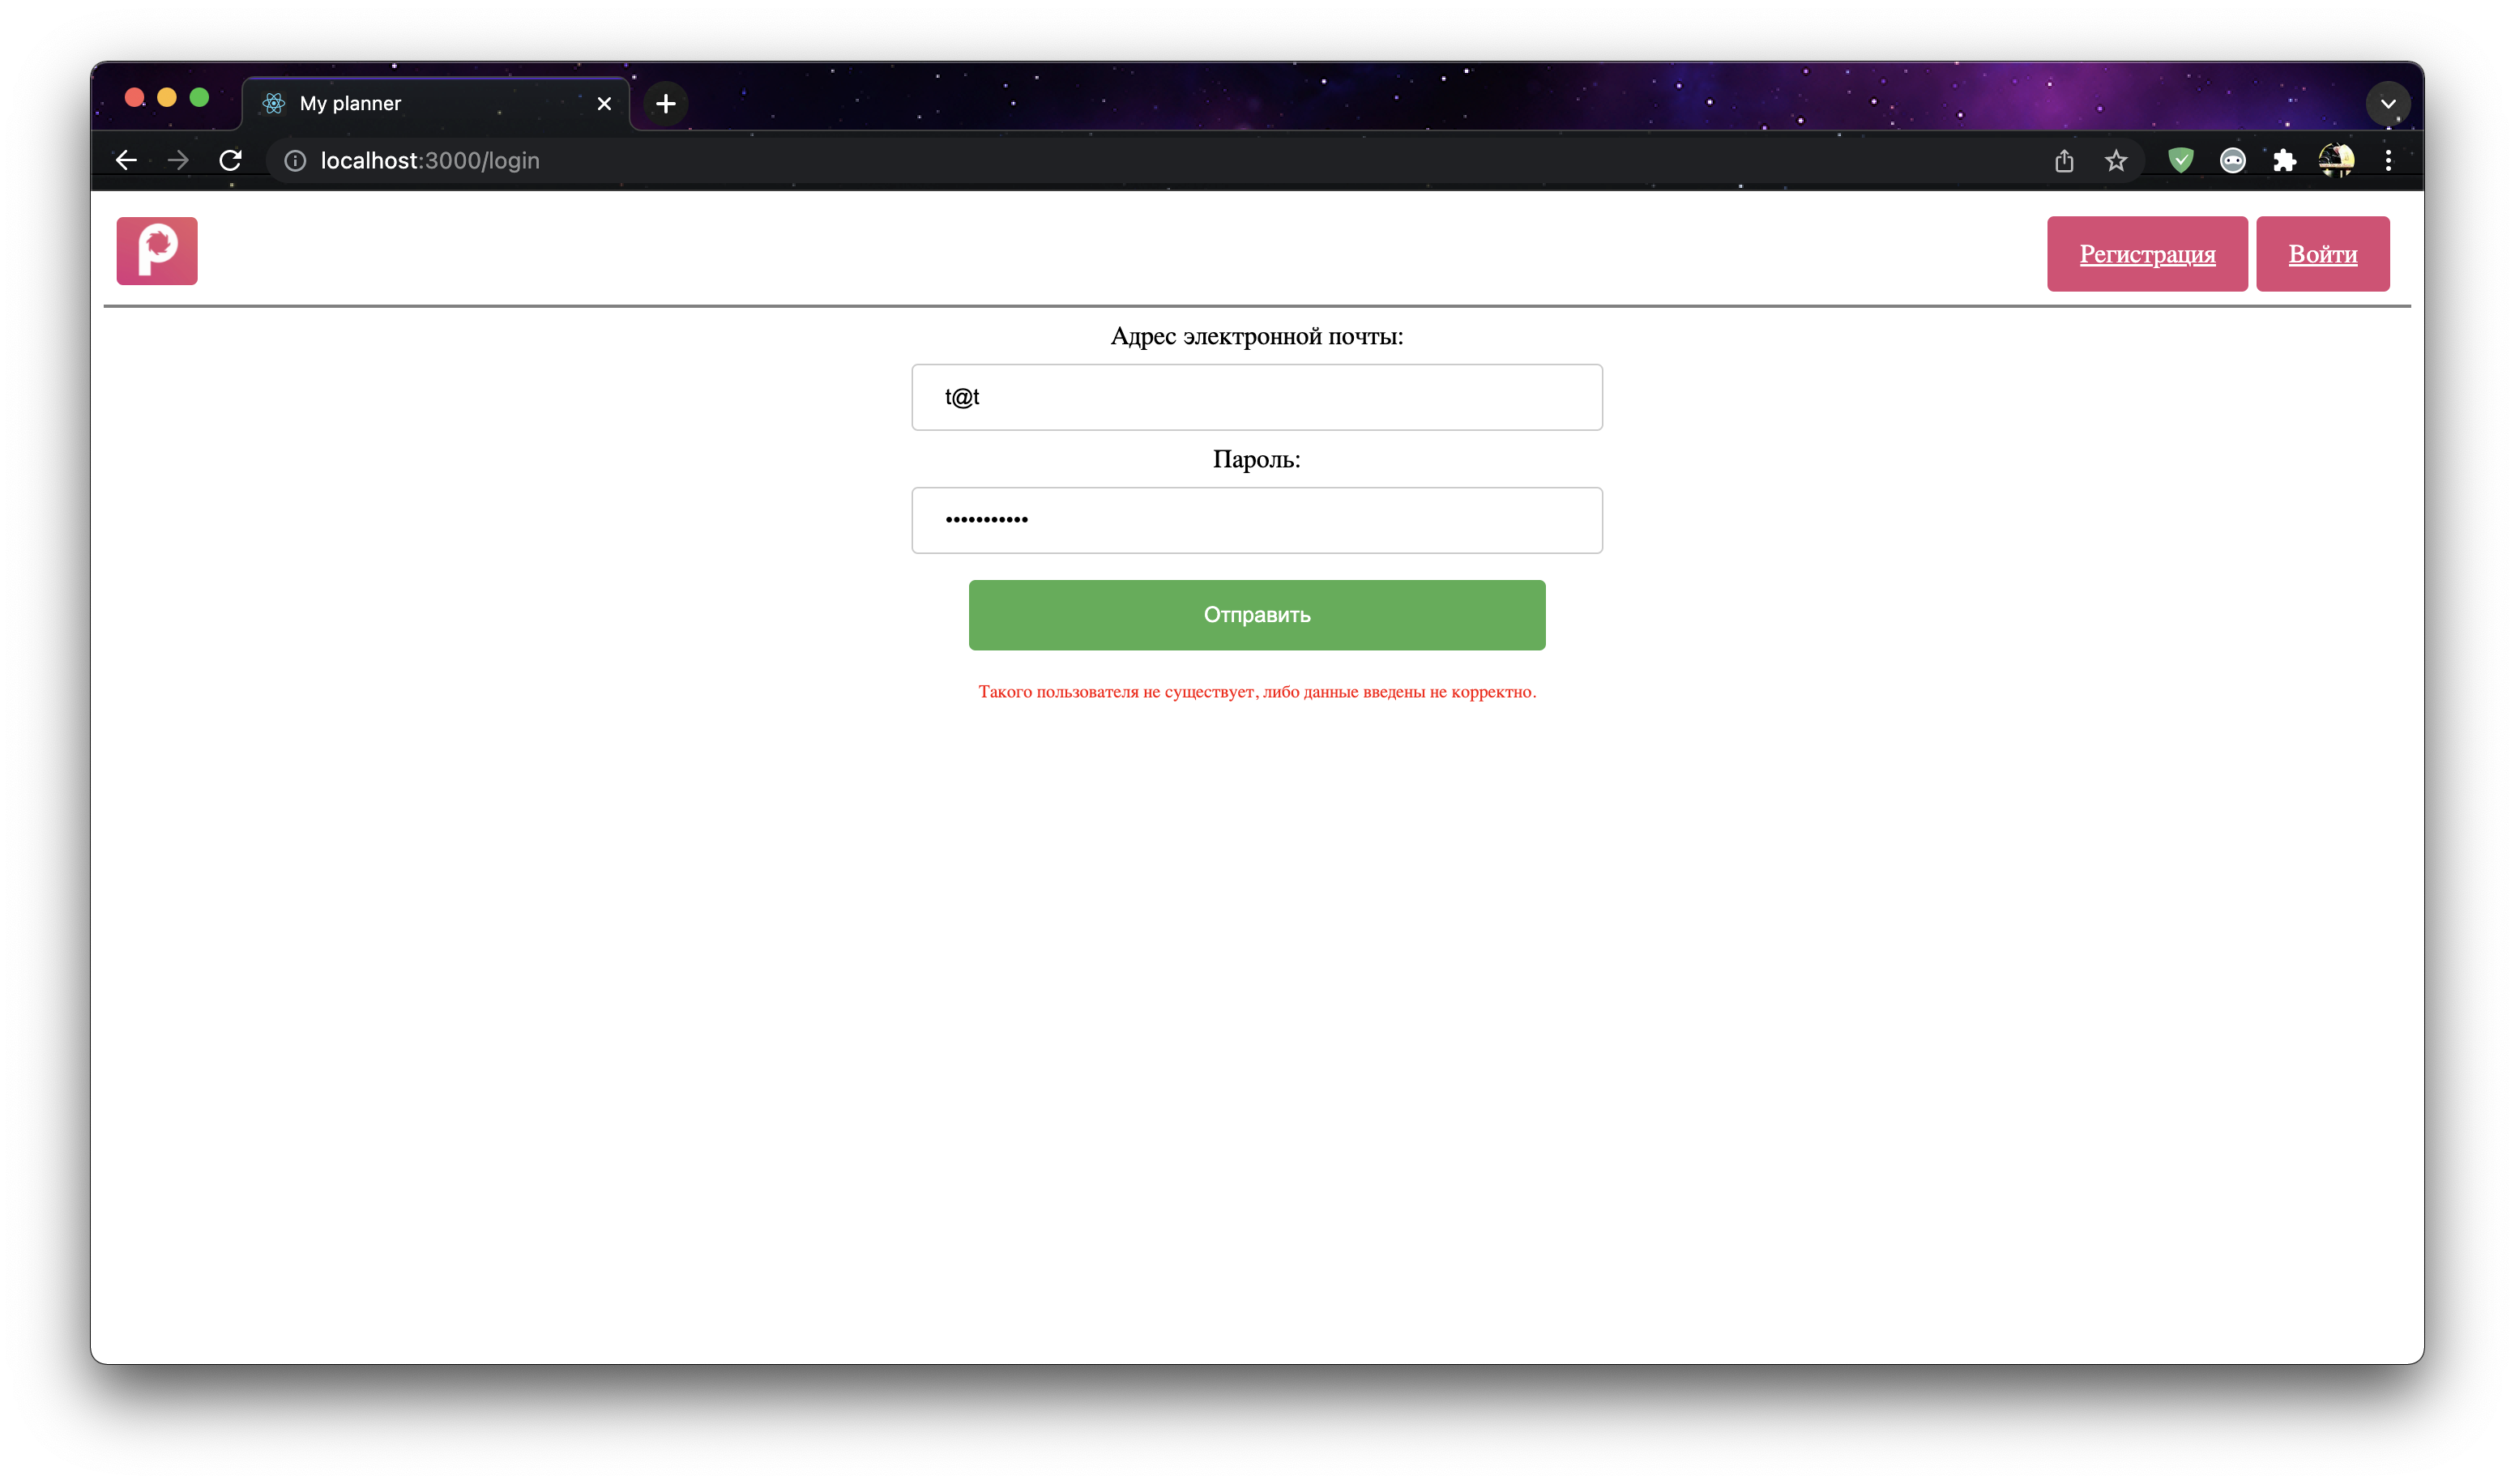 My planner
localhost:3000/login
P
Регистрация
Войти
Адрес электронной почты:
t@t
Пароль:
•••••••••••
Отправить
Такого пользователя не существует, либо данные введены не корректно.